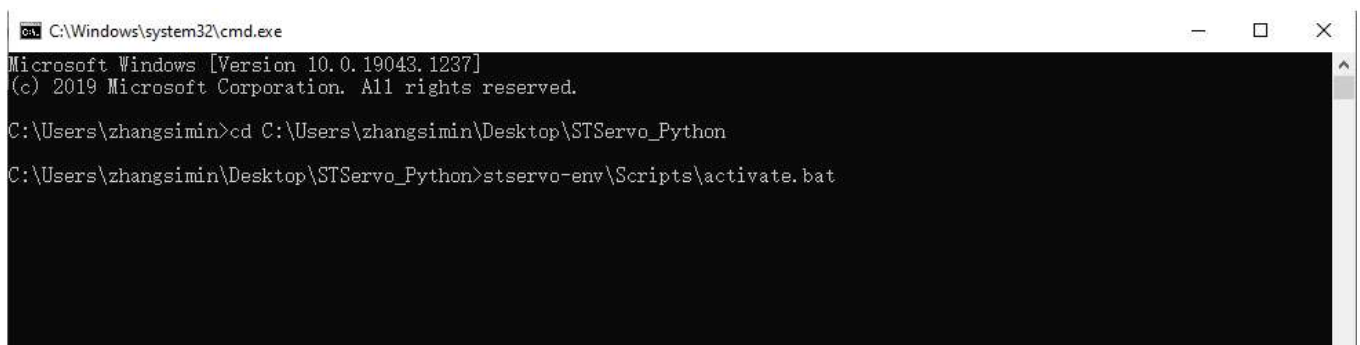 C:\Windows\system32\cmd.exe
Microsoft Windows [Version 10.0.19043.1237]
(c) 2019 Microsoft Corporation. All rights reserved.
C:\Users\zhangsimin>cd C:\Users\zhangsimin\Desktop\STServo_Python
C:\Users\zhangsimin\Desktop\STServo_Python>stservo-env\Scripts\activate.bat